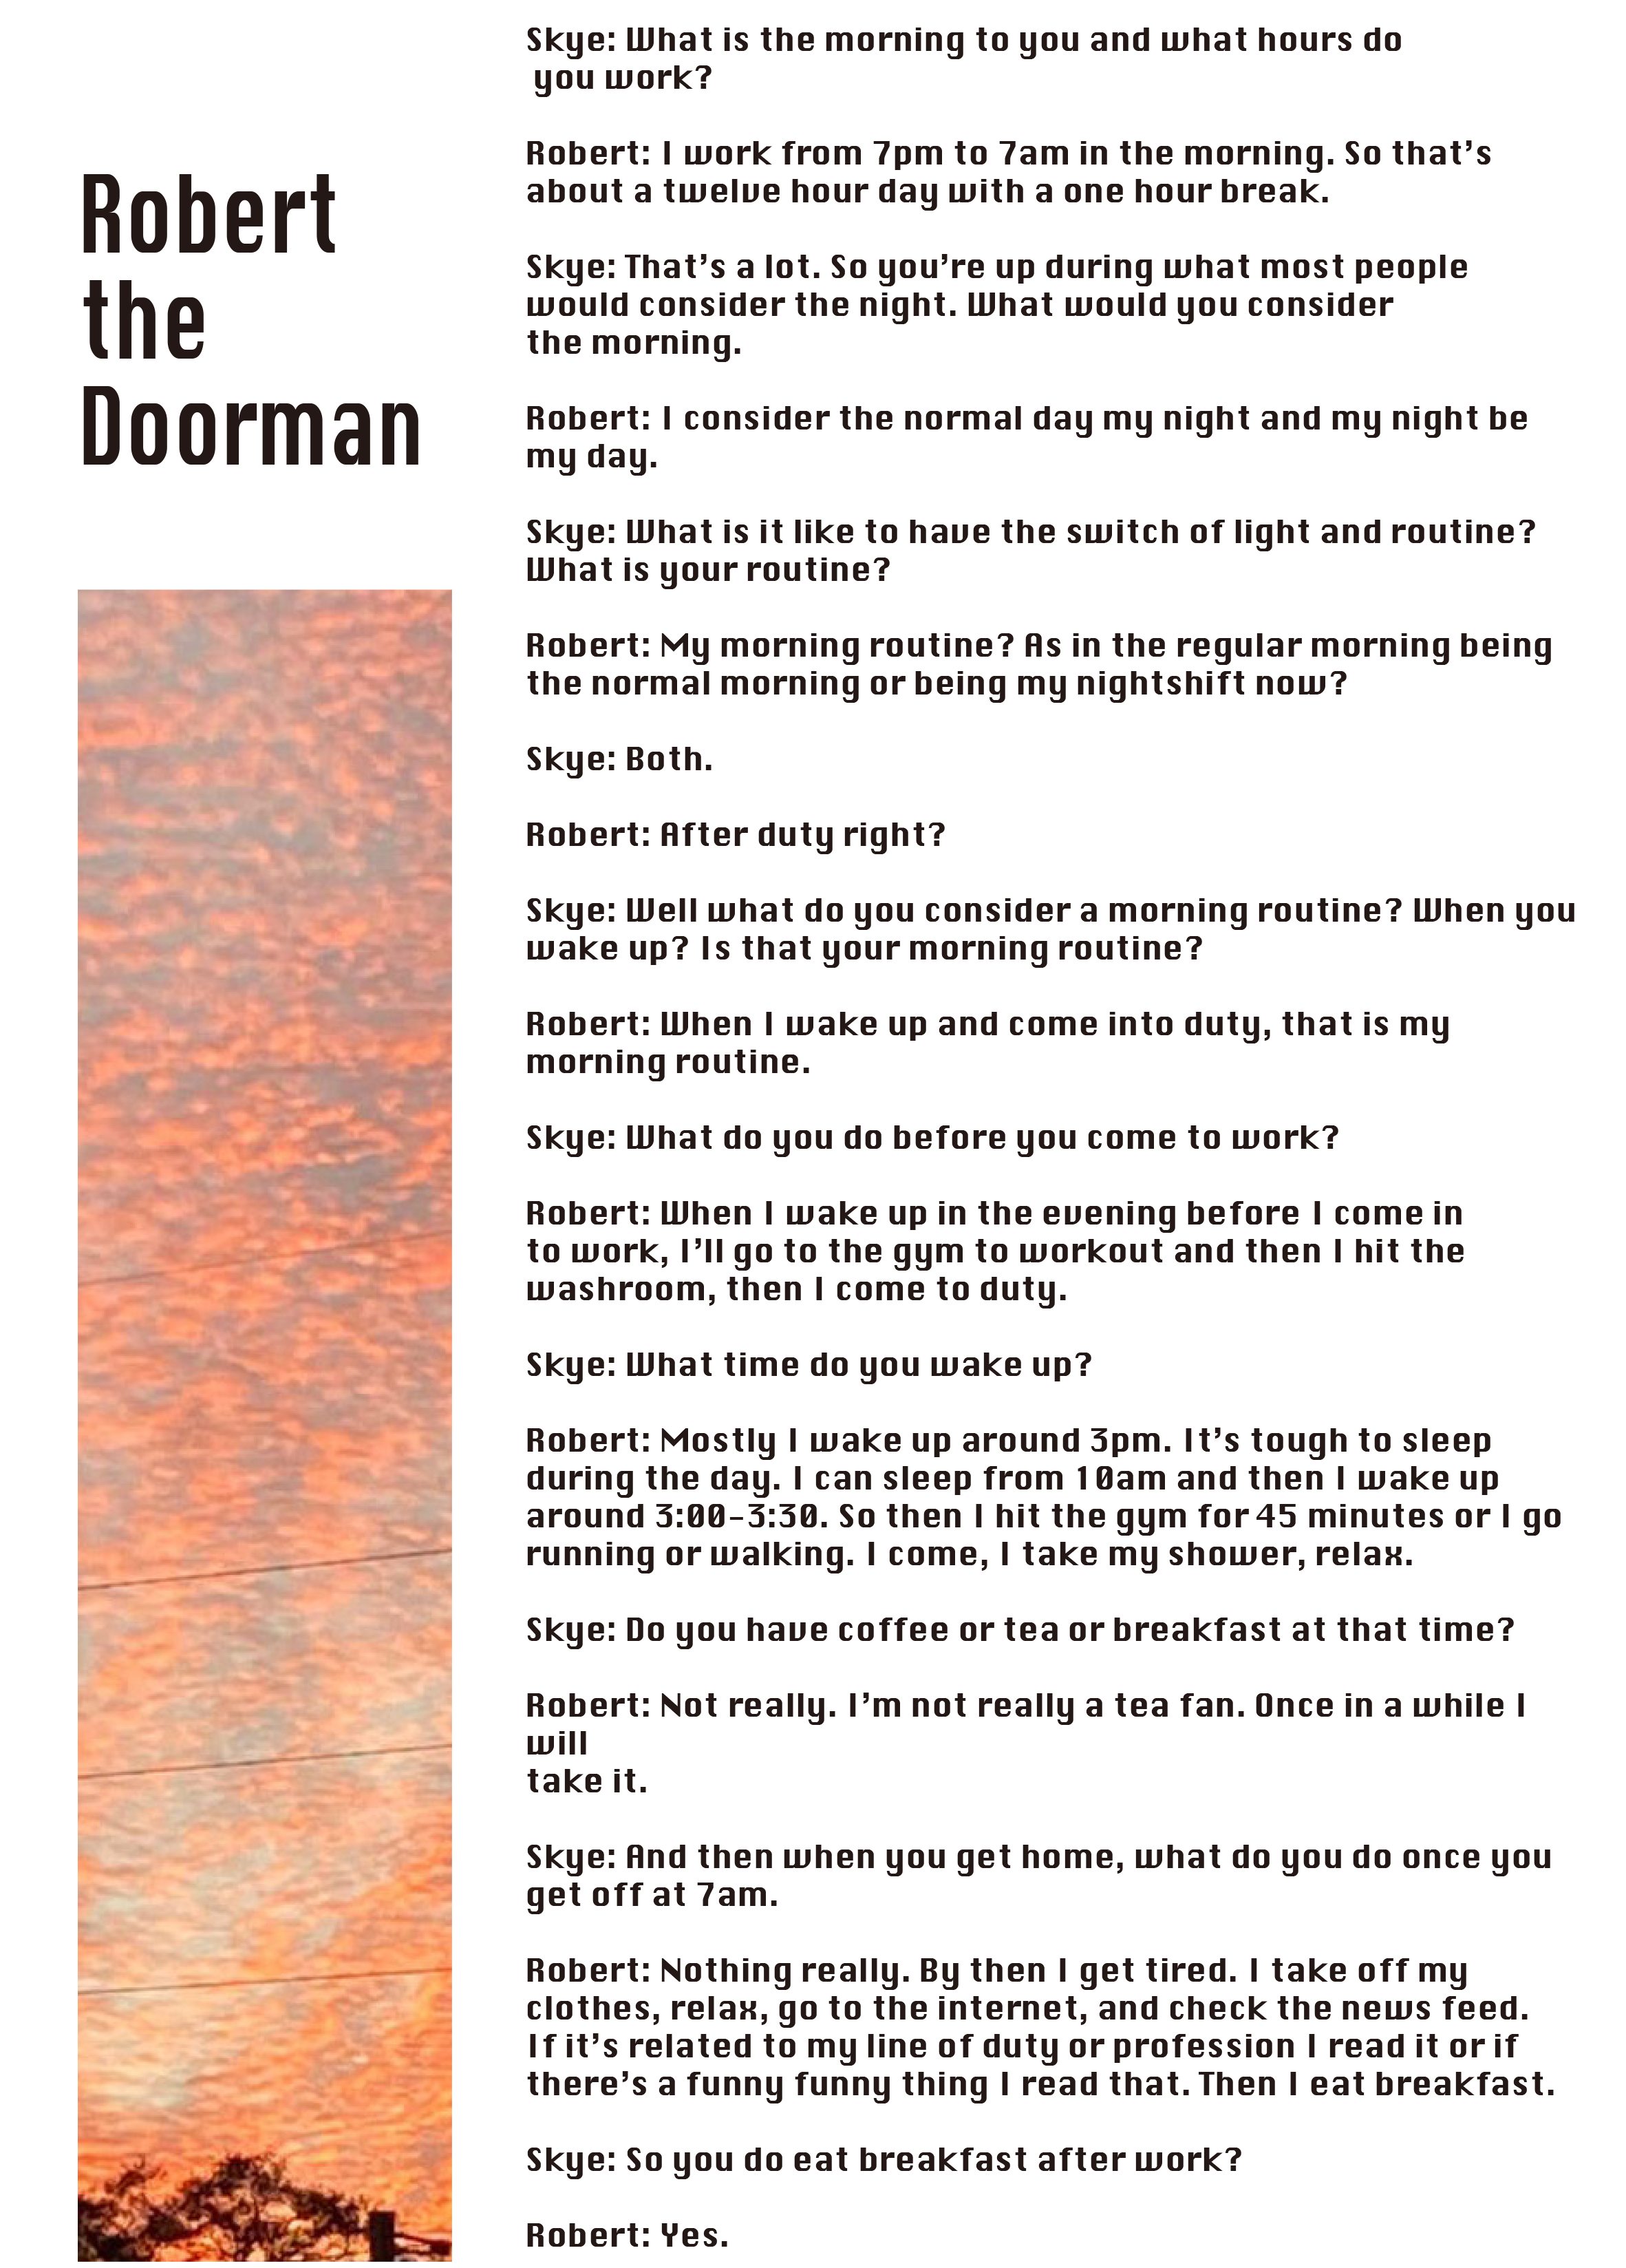 Robert
the
Doorman
Skye: What is the morning to you and what hours do
you work?
Robert: I work from 7pm to 7am in the morning. So that's
about a twelve hour day with a one hour break.
Skye: That's a lot. So you're up during what most people
would consider the night. What would you consider
the morning.
Robert: I consider the normal day my night and my night be
my day.
Skye: What is it like to have the switch of light and routine?
What is your routine?
Robert: My morning routine? As in the regular morning being
the normal morning or being my nightshift now?
Skye: Both.
Robert: After duty right?
Skye: Well what do you consider a morning routine? When you
wake up? Is that your morning routine?
Robert: When I wake up and come into duty, that is my
morning routine.
Skye: What do you do before you come to work?
Robert: When I wake up in the evening before I come in
to work, I'll go to the gym to workout and then I hit the
washroom, then I come to duty.
Skye: What time do you wake up?
Robert: Mostly I wake up around 3pm. It's tough to sleep
during the day. I can sleep from 10am and then I wake up
around 3:00-3:30. So then I hit the gym for 45 minutes or I go
running or walking. I come, I take my shower, relax.
Skye: Do you have coffee or tea or breakfast at that time?
Robert: Not really. I'm not really a tea fan. Once in a while I
will
take it.
Skye: And then when you get home, what do you do once you
get off at 7am.
Robert: Nothing really. By then I get tired. I take off my
clothes, relax, go to the internet, and check the news feed.
If it's related to my line of duty or profession I read it or if
there's a funny funny thing I read that. Then I eat breakfast.
Skye: So you do eat breakfast after work?
Robert: Yes.